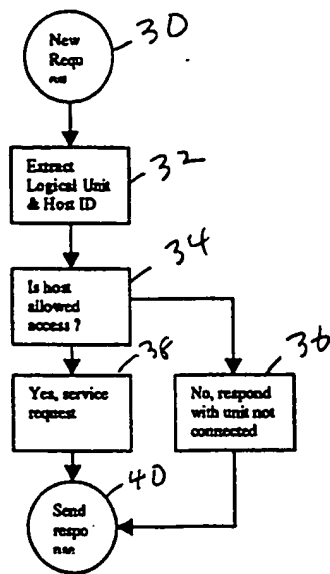 New
Requ
est
30
Extract
Logical Unit
& Host ID
32
Is host
allowed
access ?
34
Yes, service
request
38
No, respond
with unit not
connected
36
Send
respo
nse
40